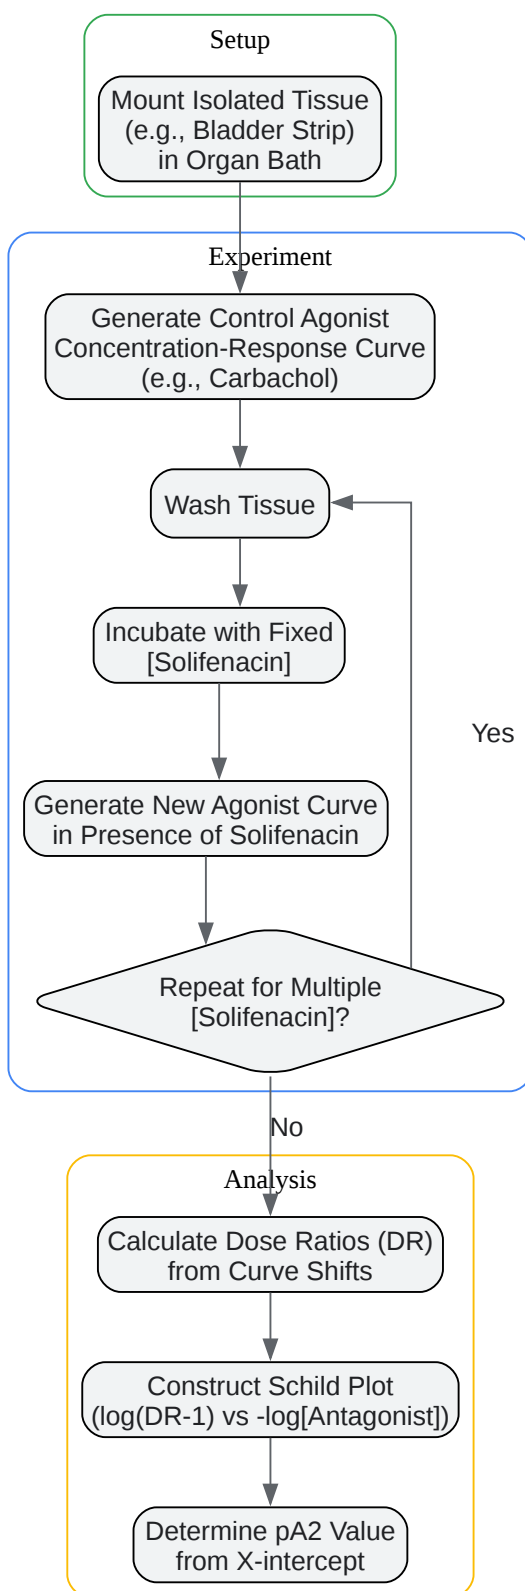 Setup
Mount Isolated Tissue
(e.g., Bladder Strip)
in Organ Bath
Experiment
Generate Control Agonist
Concentration-Response Curve
(e.g., Carbachol)
Wash Tissue
Incubate with Fixed
[Solifenacin]
Yes
Generate New Agonist Curve
in Presence of Solifenacin
Repeat for Multiple
[Solifenacin]?
No
Analysis
Calculate Dose Ratios (DR)
from Curve Shifts
Construct Schild Plot
(log(DR-1) vs -log[Antagonist])
Determine pA2 Value
from X-intercept